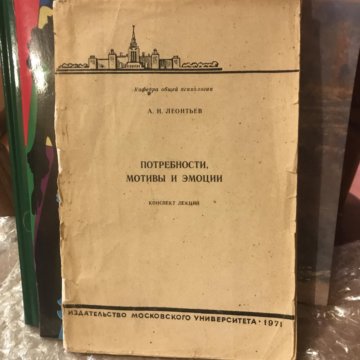 Кафедра общей психологии
А. Н. ЛЕОНТЬЕВ
ПОТРЕБНОСТИ,
МОТИВЫ И ЭМОЦИИ
КОНСПЕКТ ЛЕКЦИЙ
ИЗДАТЕЛЬСТВО МОСКОВСКОГО УНИВЕРСИТЕТА · 1971